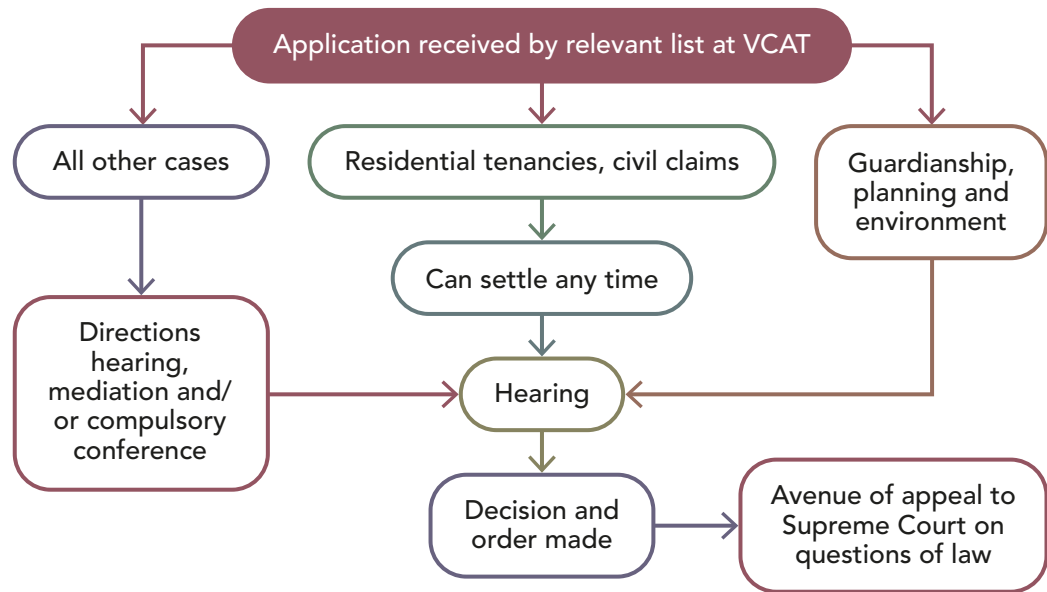 Application received by relevant list at VCAT
All other cases
Residential tenancies, civil claims
Guardianship,
planning and
environment
Can settle any time
Directions
hearing,
mediation and/
or compulsory
conference
Hearing
Decision and
order made
Avenue of appeal to
Supreme Court on
questions of law